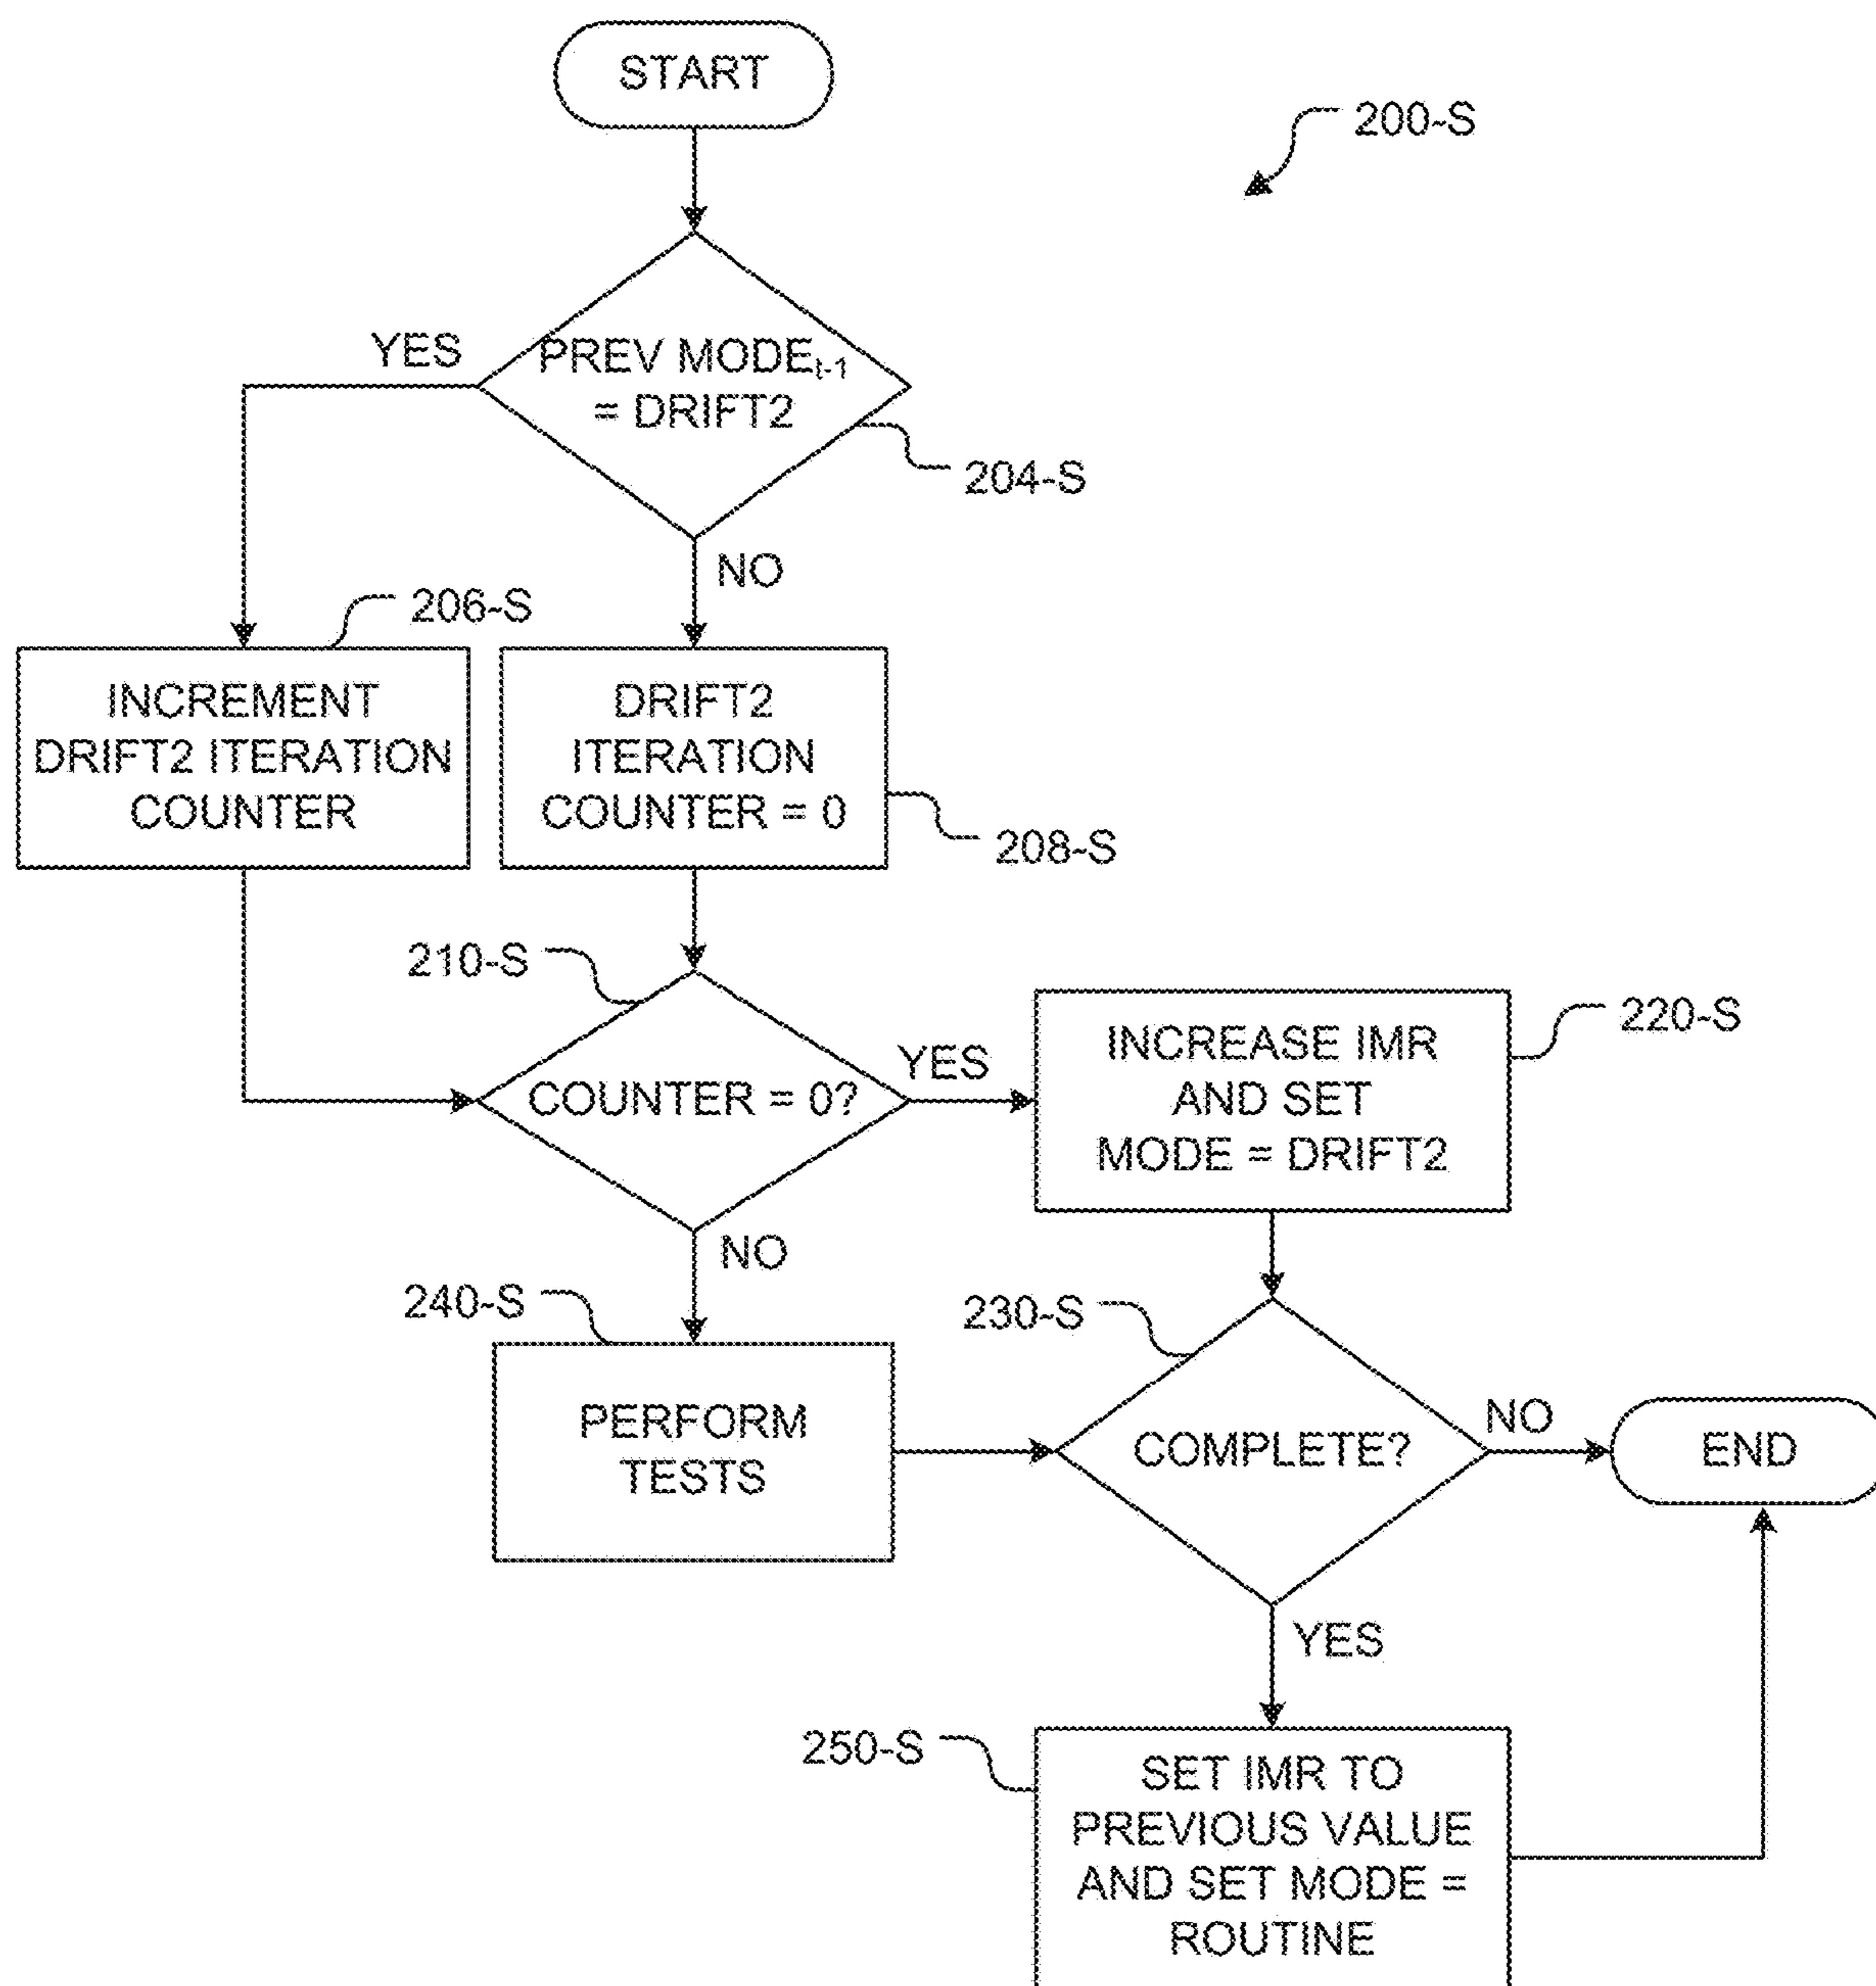 START
200-S
YES
PREV MODEt-1
= DRIFT2
204-S
NO
206-S
INCREMENT
DRIFT2 ITERATION
COUNTER
DRIFT2
ITERATION
COUNTER = 0
208-S
210-S
COUNTER = 0?
YES
INCREASE IMR
AND SET
MODE = DRIFT2
220-S
NO
240-S
230-S
PERFORM
TESTS
COMPLETE?
NO
END
YES
250-S
SET IMR TO
PREVIOUS VALUE
AND SET MODE =
ROUTINE